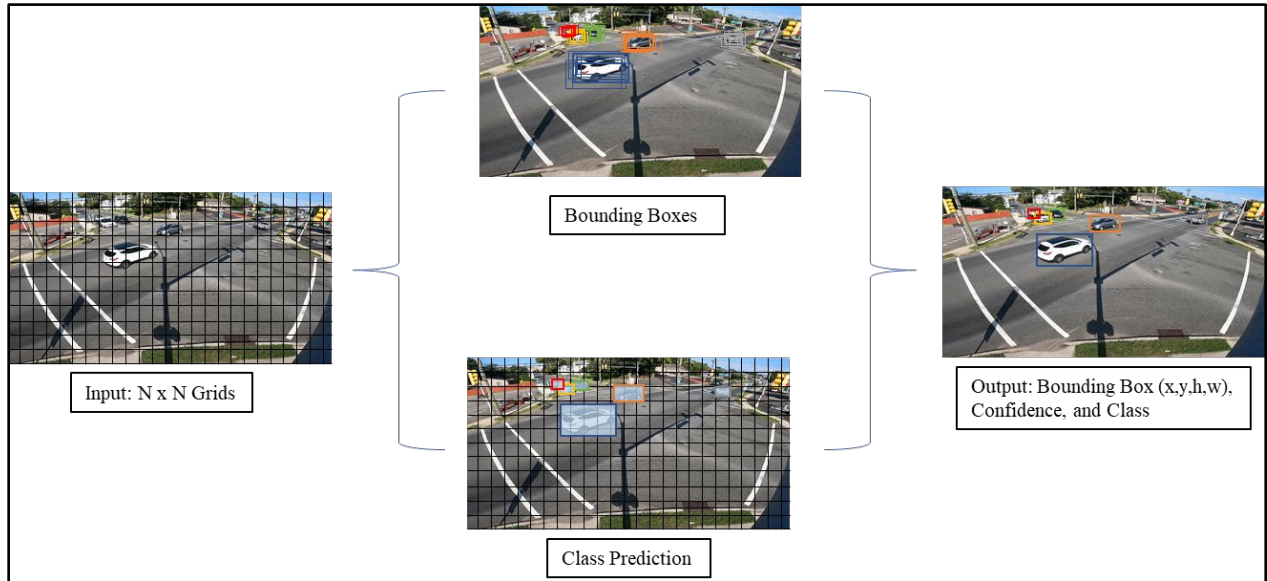 Bounding Boxes
Input: N x N Grids
Output: Bounding Box (x,y,h,w),
Confidence, and Class
Class Prediction